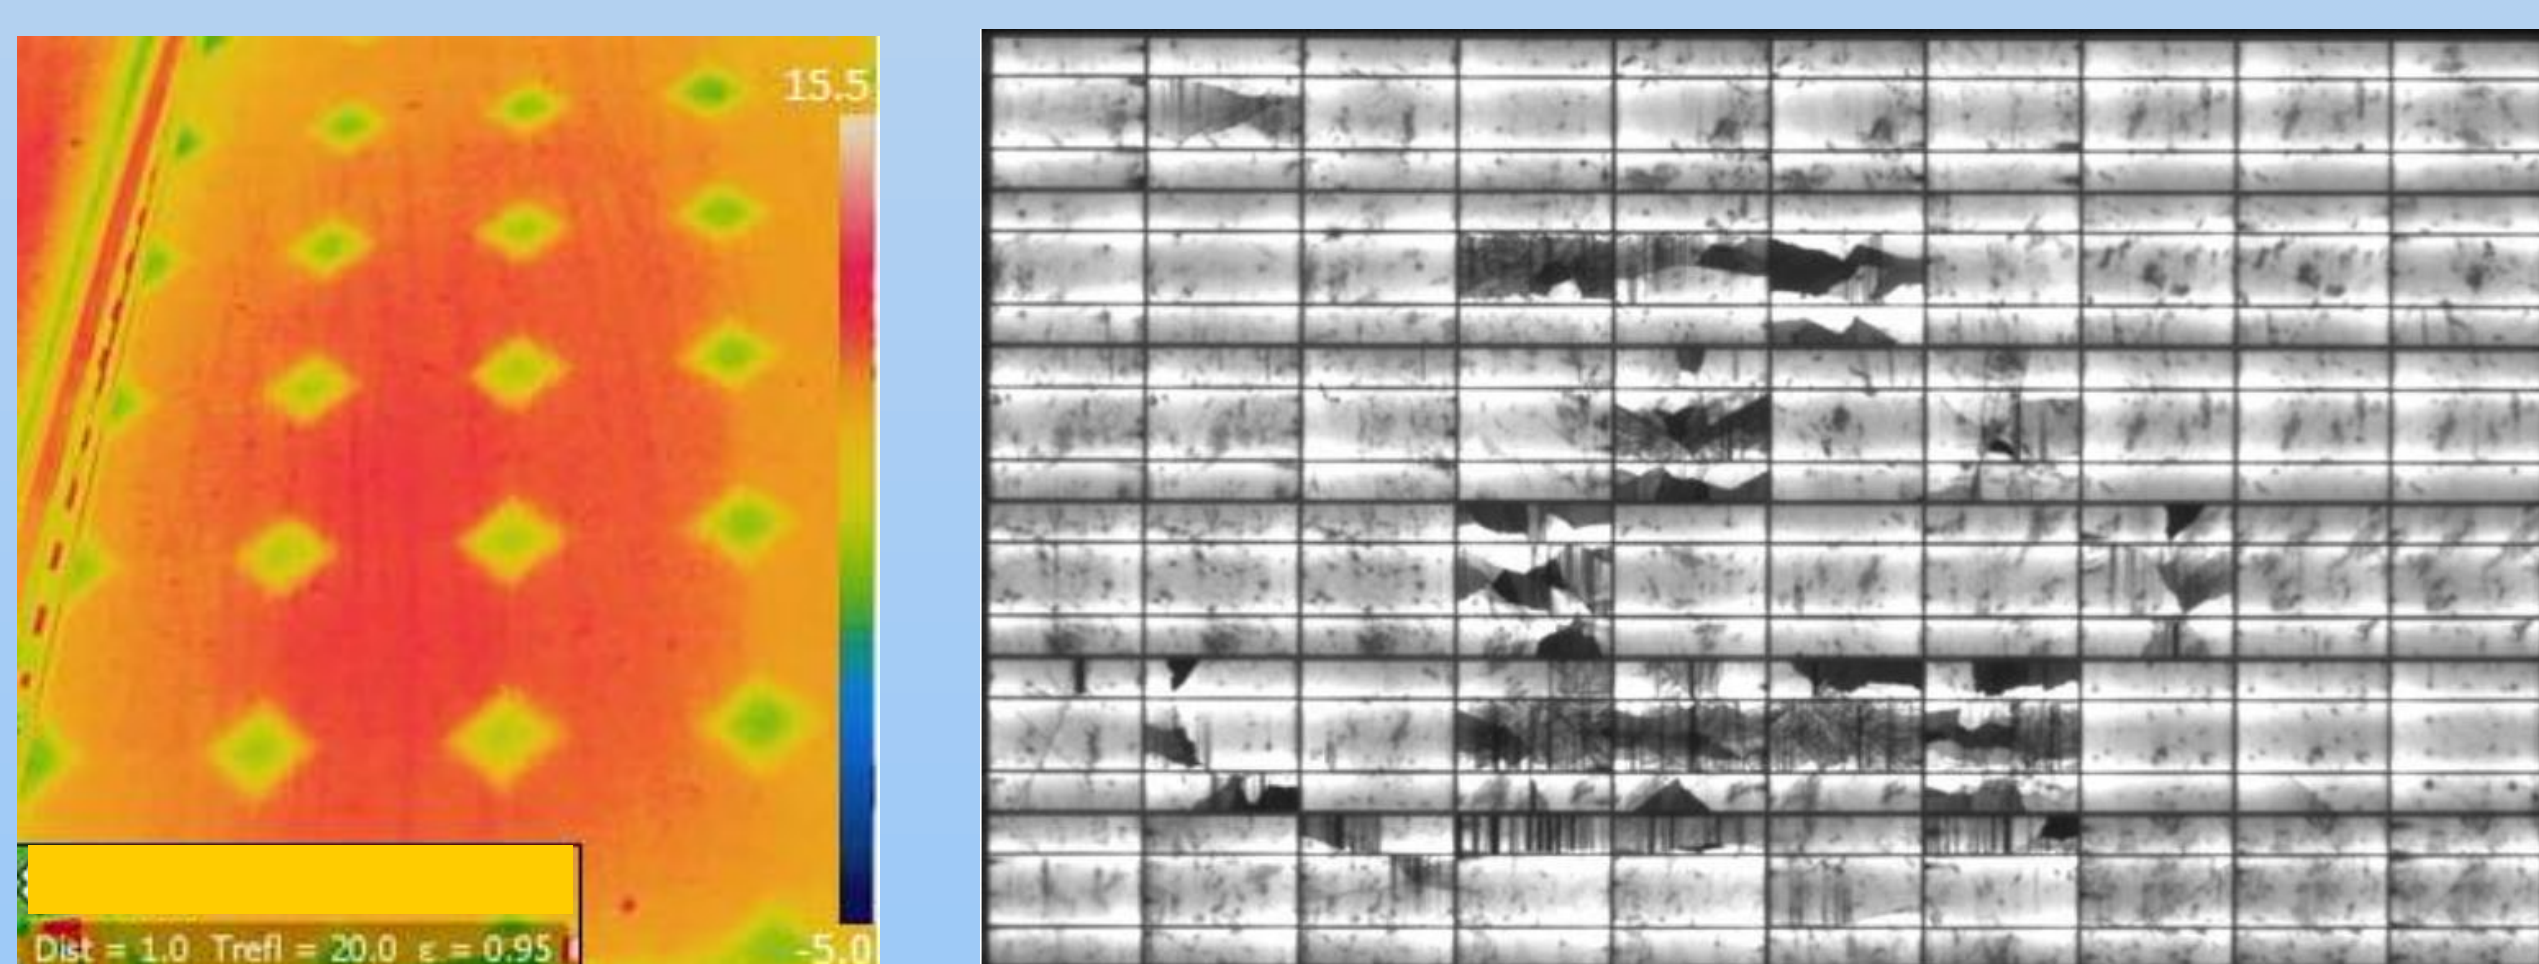 15.5
Dist = 1.0 Trefl = 20.0 ε = 0.95
-5.0